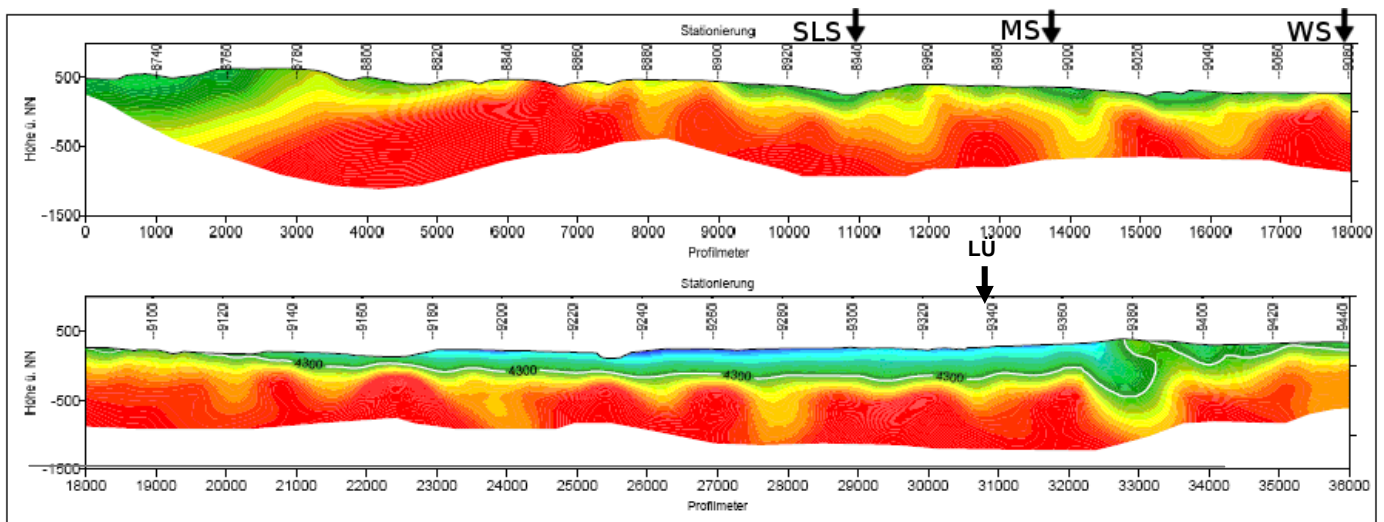 Stationierung SLS MS WS
8740 8760 8780 8800 8820 8840 8860 8880 8900 8920 8940 8960 8980 9000 9020 9040 9060 9080
Höhe ü. NN
500
-500
-1500
0 1000 2000 3000 4000 5000 6000 7000 8000 9000 10000 11000 12000 13000 14000 15000 16000 17000 18000
Profilmeter
LÜ
Stationierung
9100 9120 9140 9160 9180 9200 9220 9240 9260 9280 9300 9320 9340 9360 9380 9400 9420 9440
Höhe ü. NN
500
-500
-1500
4300 4300 4300 4300
18000 19000 20000 21000 22000 23000 24000 25000 26000 27000 28000 29000 30000 31000 32000 33000 34000 35000 36000
Profilmeter